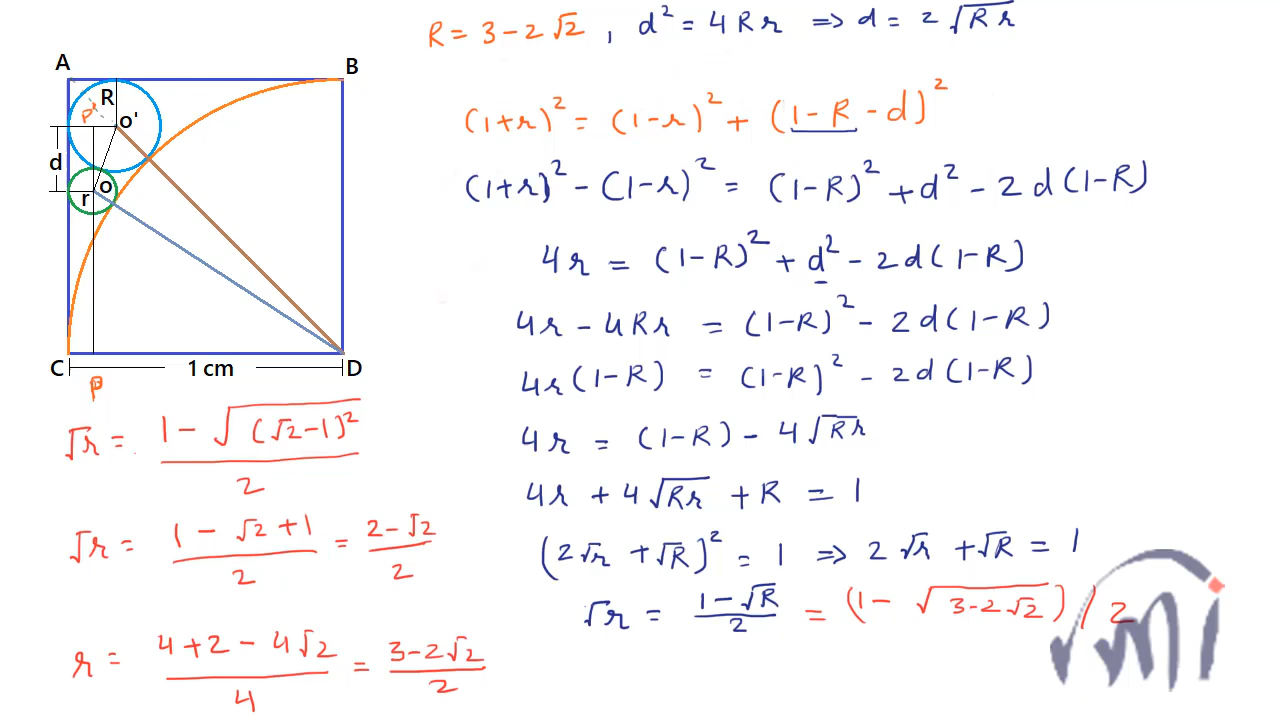 R = 3 - 2√2 , d² = 4Rr ⇒ d = 2√Rr
A
B
R
P'
o'
d
o
r
C
1 cm
D
P
(1+r)² = (1-r)² + (1-R-d)²
(1+r)² - (1-r)² = (1-R)² + d² - 2d(1-R)
4r = (1-R)² + d² - 2d(1-R)
4r - 4Rr = (1-R)² - 2d(1-R)
4r(1-R) = (1-R)² - 2d(1-R)
4r = (1-R) - 4√Rr
4r + 4√Rr + R = 1
(2√r + √R)² = 1 ⇒ 2√r + √R = 1
√r = (1-√R)/2 = (1 - √3-2√2)/2
√r = (1 - √(√2-1)²)/2
√r = (1 - √2 + 1)/2 = (2-√2)/2
r = (4+2-4√2)/4 = (3-2√2)/2